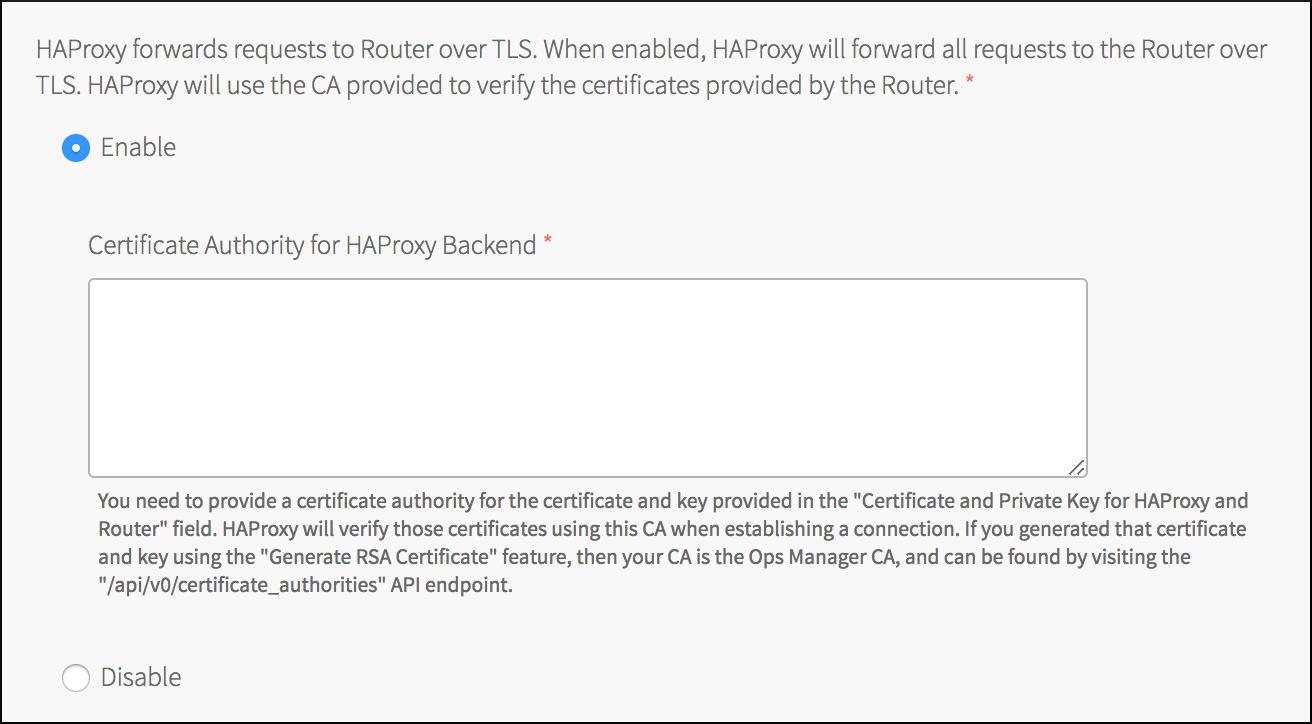 HAProxy forwards requests to Router over TLS. When enabled, HAProxy will forward all requests to the Router over
TLS. HAProxy will use the CA provided to verify the certificates provided by the Router. *
Enable
Certificate Authority for HAProxy Backend *
You need to provide a certificate authority for the certificate and key provided in the "Certificate and Private Key for HAProxy and
Router" field. HAProxy will verify those certificates using this CA when establishing a connection. If you generated that certificate
and key using the "Generate RSA Certificate" feature, then your CA is the Ops Manager CA, and can be found by visiting the
"/api/v0/certificate_authorities" API endpoint.
Disable